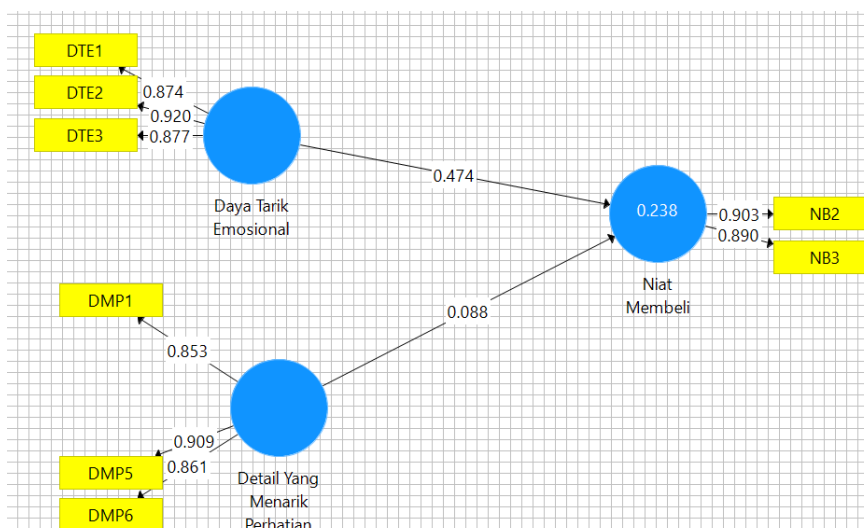 DTE1
DTE2
DTE3
0.874
0.920
0.877
Daya Tarik
Emosional
0.474
0.238
0.903
0.890
NB2
NB3
Niat
Membeli
0.088
DMP1
0.853
0.909
0.861
DMP5
DMP6
Detail Yang
Menarik
Perhatian